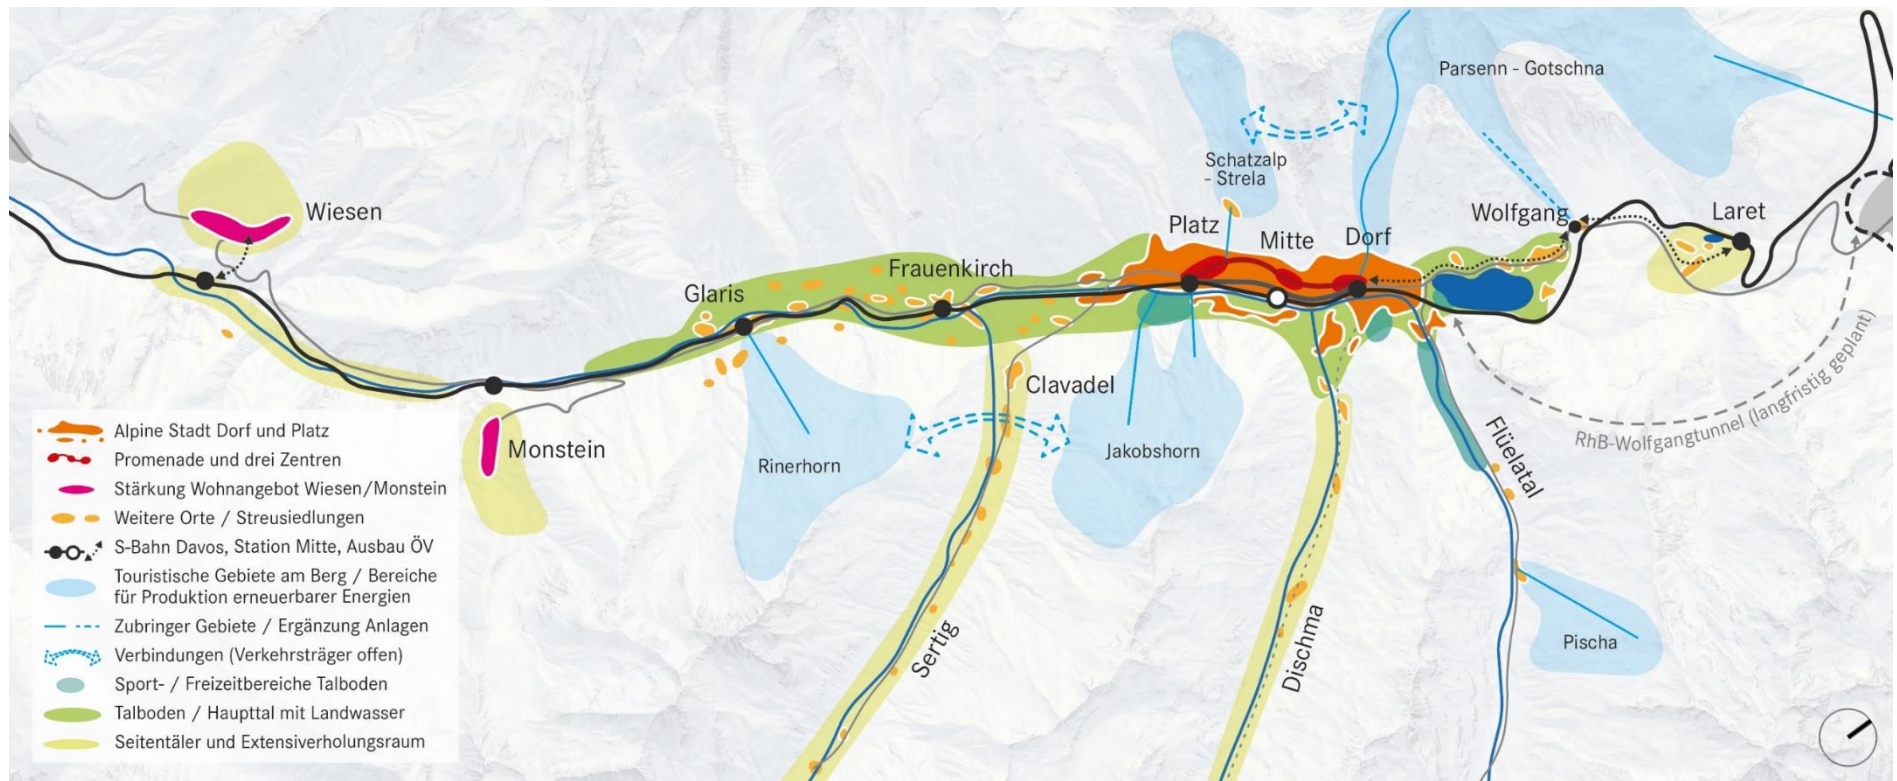 Parsenn - Gotschna
Schatzalp
- Strela
Wiesen
Platz
Mitte
Dorf
Wolfgang
Laret
Frauenkirch
Glaris
Clavadel
Monstein
Rinerhorn
Jakobshorn
Flüelatal
RhB-Wolfgangtunnel (langfristig geplant)
Sertig
Dischma
Pischa
Alpine Stadt Dorf und Platz
Promenade und drei Zentren
Stärkung Wohnangebot Wiesen/Monstein
Weitere Orte / Streusiedlungen
S-Bahn Davos, Station Mitte, Ausbau ÖV
Touristische Gebiete am Berg / Bereiche
für Produktion erneuerbarer Energien
Zubringer Gebiete / Ergänzung Anlagen
Verbindungen (Verkehrsträger offen)
Sport- / Freizeitbereiche Talboden
Talboden / Haupttal mit Landwasser
Seitentäler und Extensiverholungsraum